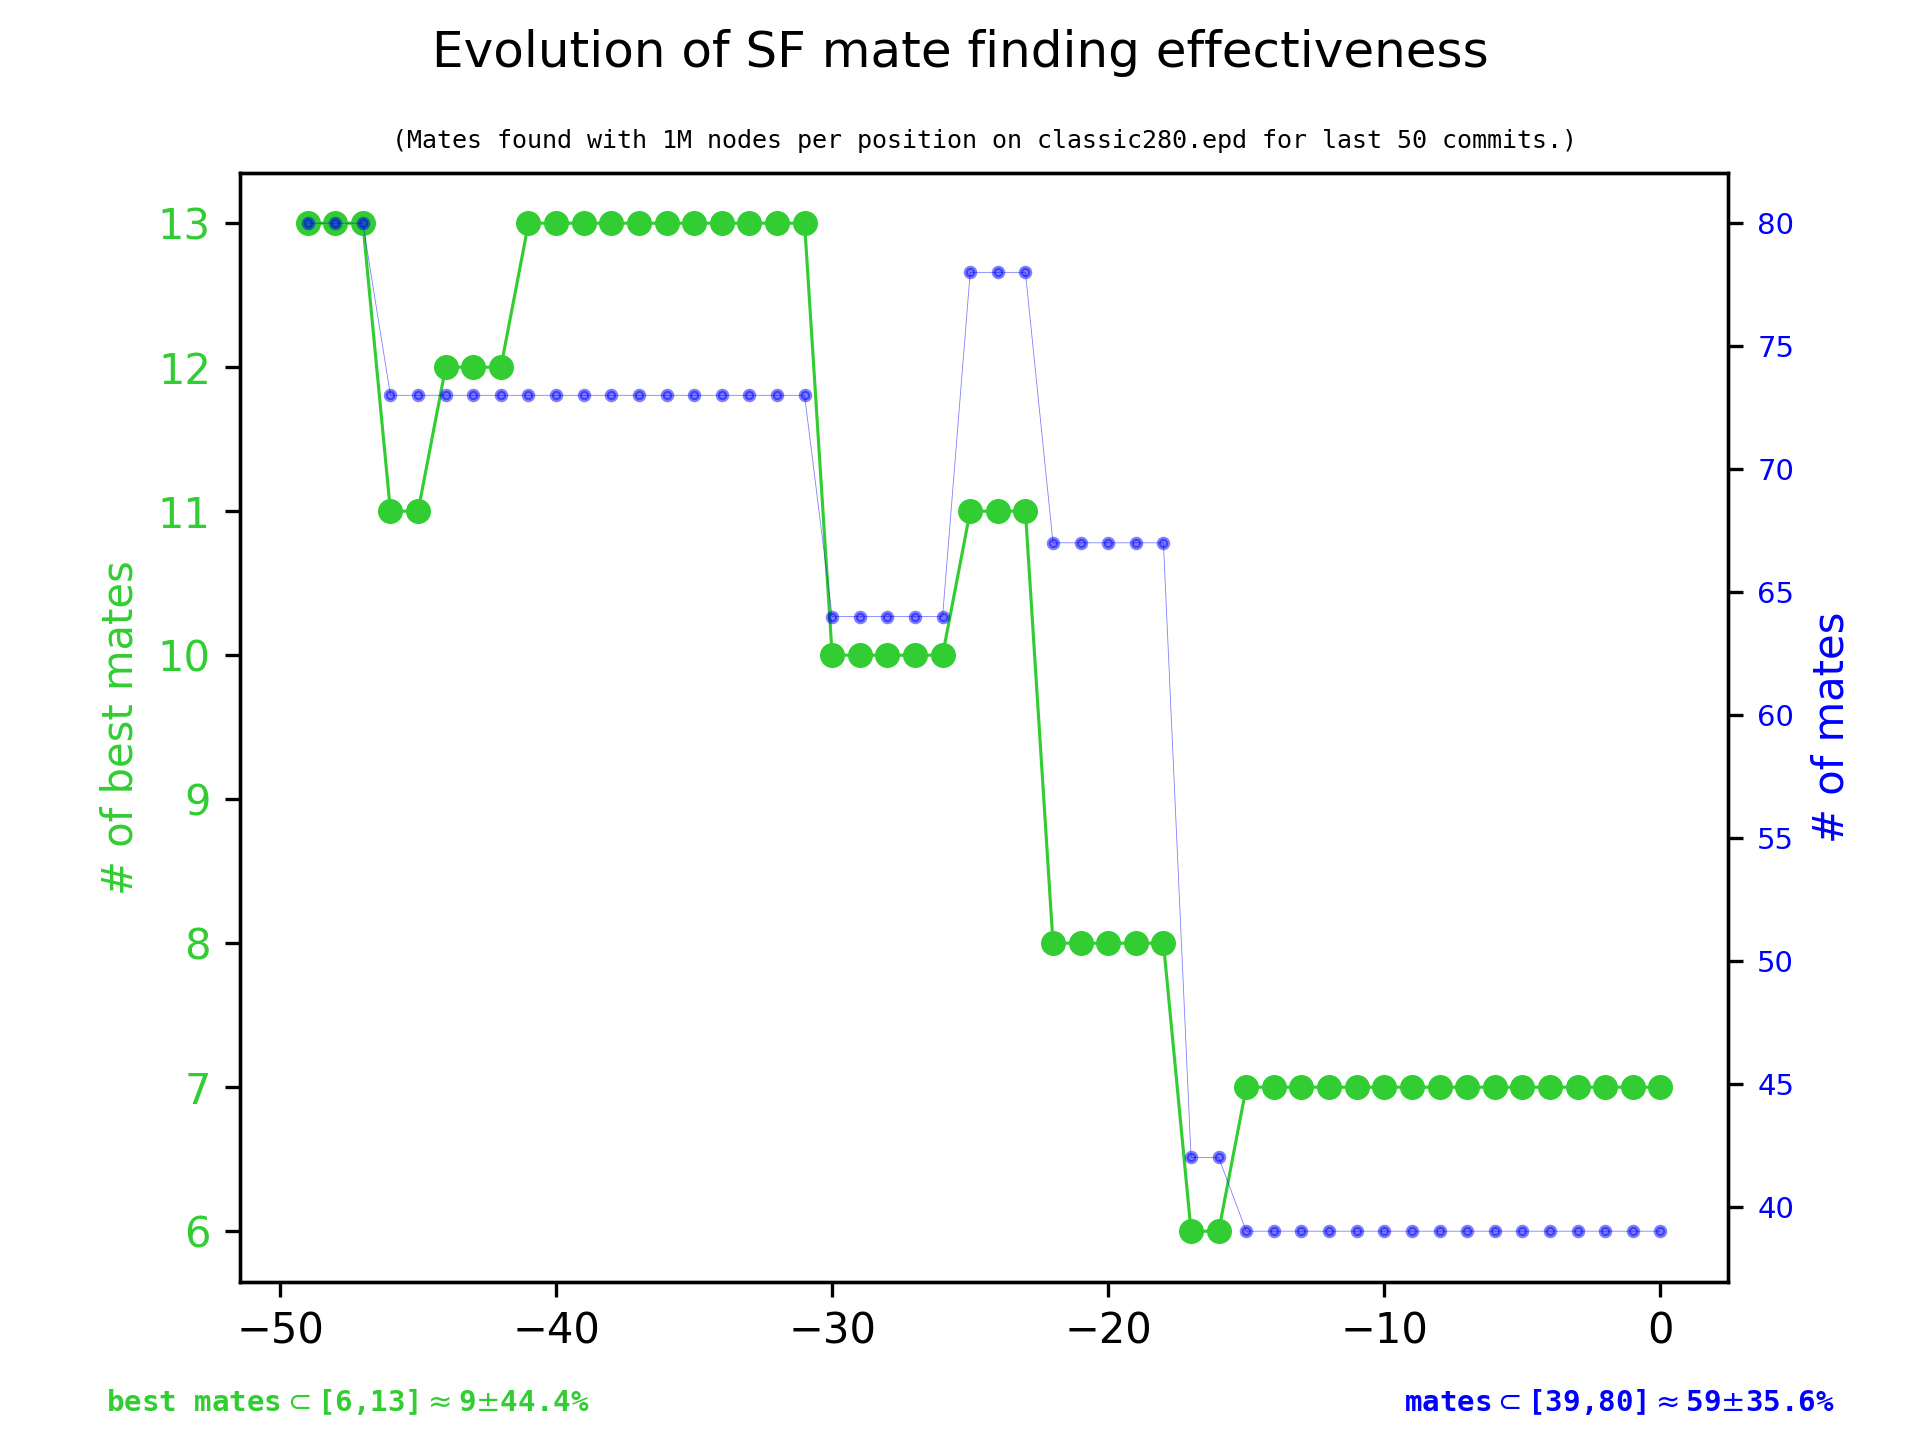 Evolution of SF mate finding effectiveness
(Mates found with 1M nodes per position on classic280.epd for last 50 commits.)
# of best mates
13
12
11
10
9
8
7
6
80
75
70
65
60
55
50
45
40
# of mates
−50 −40 −30 −20 −10 0
best mates ⊂ [6,13] ≈ 9±44.4%
mates ⊂ [39,80] ≈ 59±35.6%